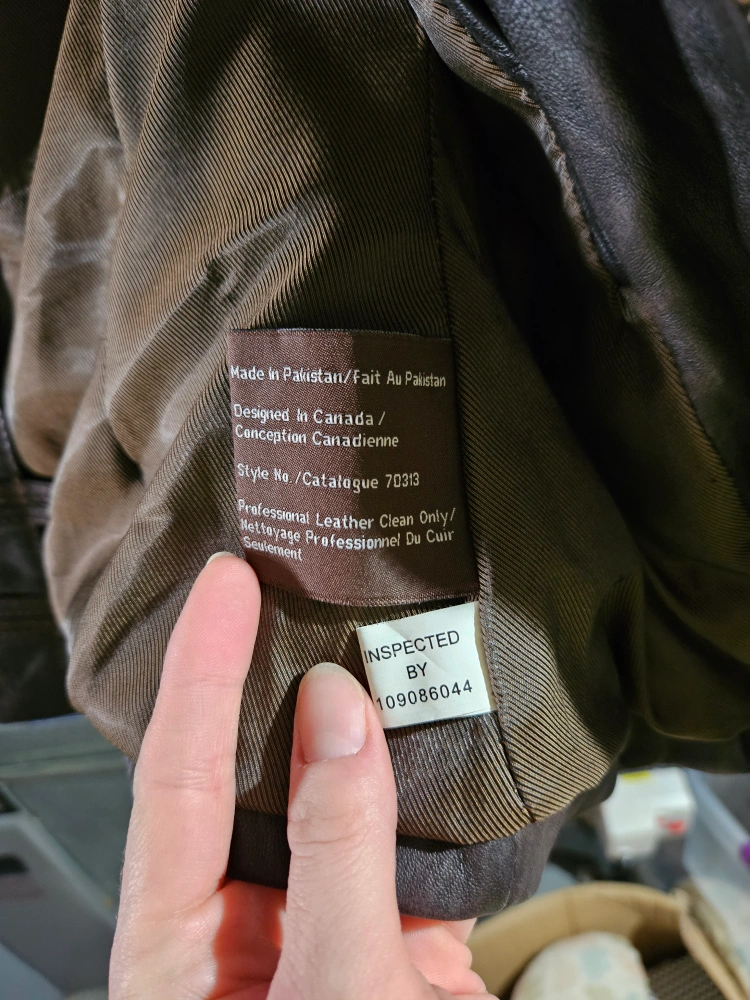 Made In Pakistan/Fait Au Pakistan
Designed In Canada /
Conception Canadienne
Style No./Catalogue 70313
Professional Leather Clean Only/
Nettoyage Professionnel Du Cuir
Seulement
INSPECTED
BY
109086044